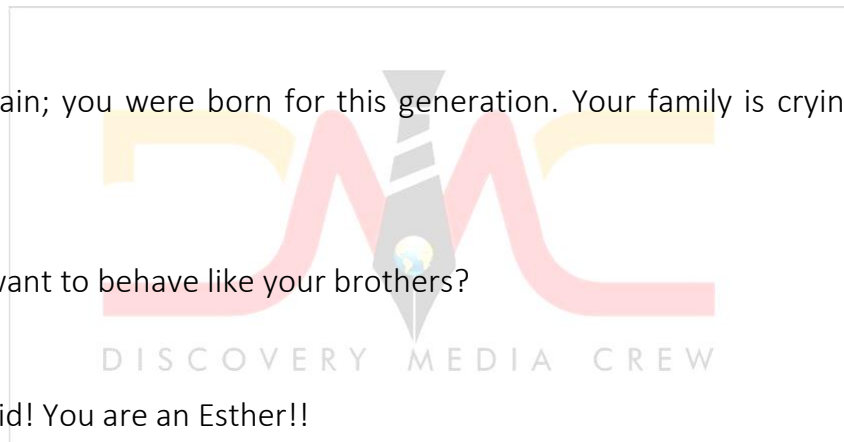 ain; you were born for this generation. Your family is cryin
want to behave like your brothers?
DISCOVERY MEDIA CREW
id! You are an Esther!!